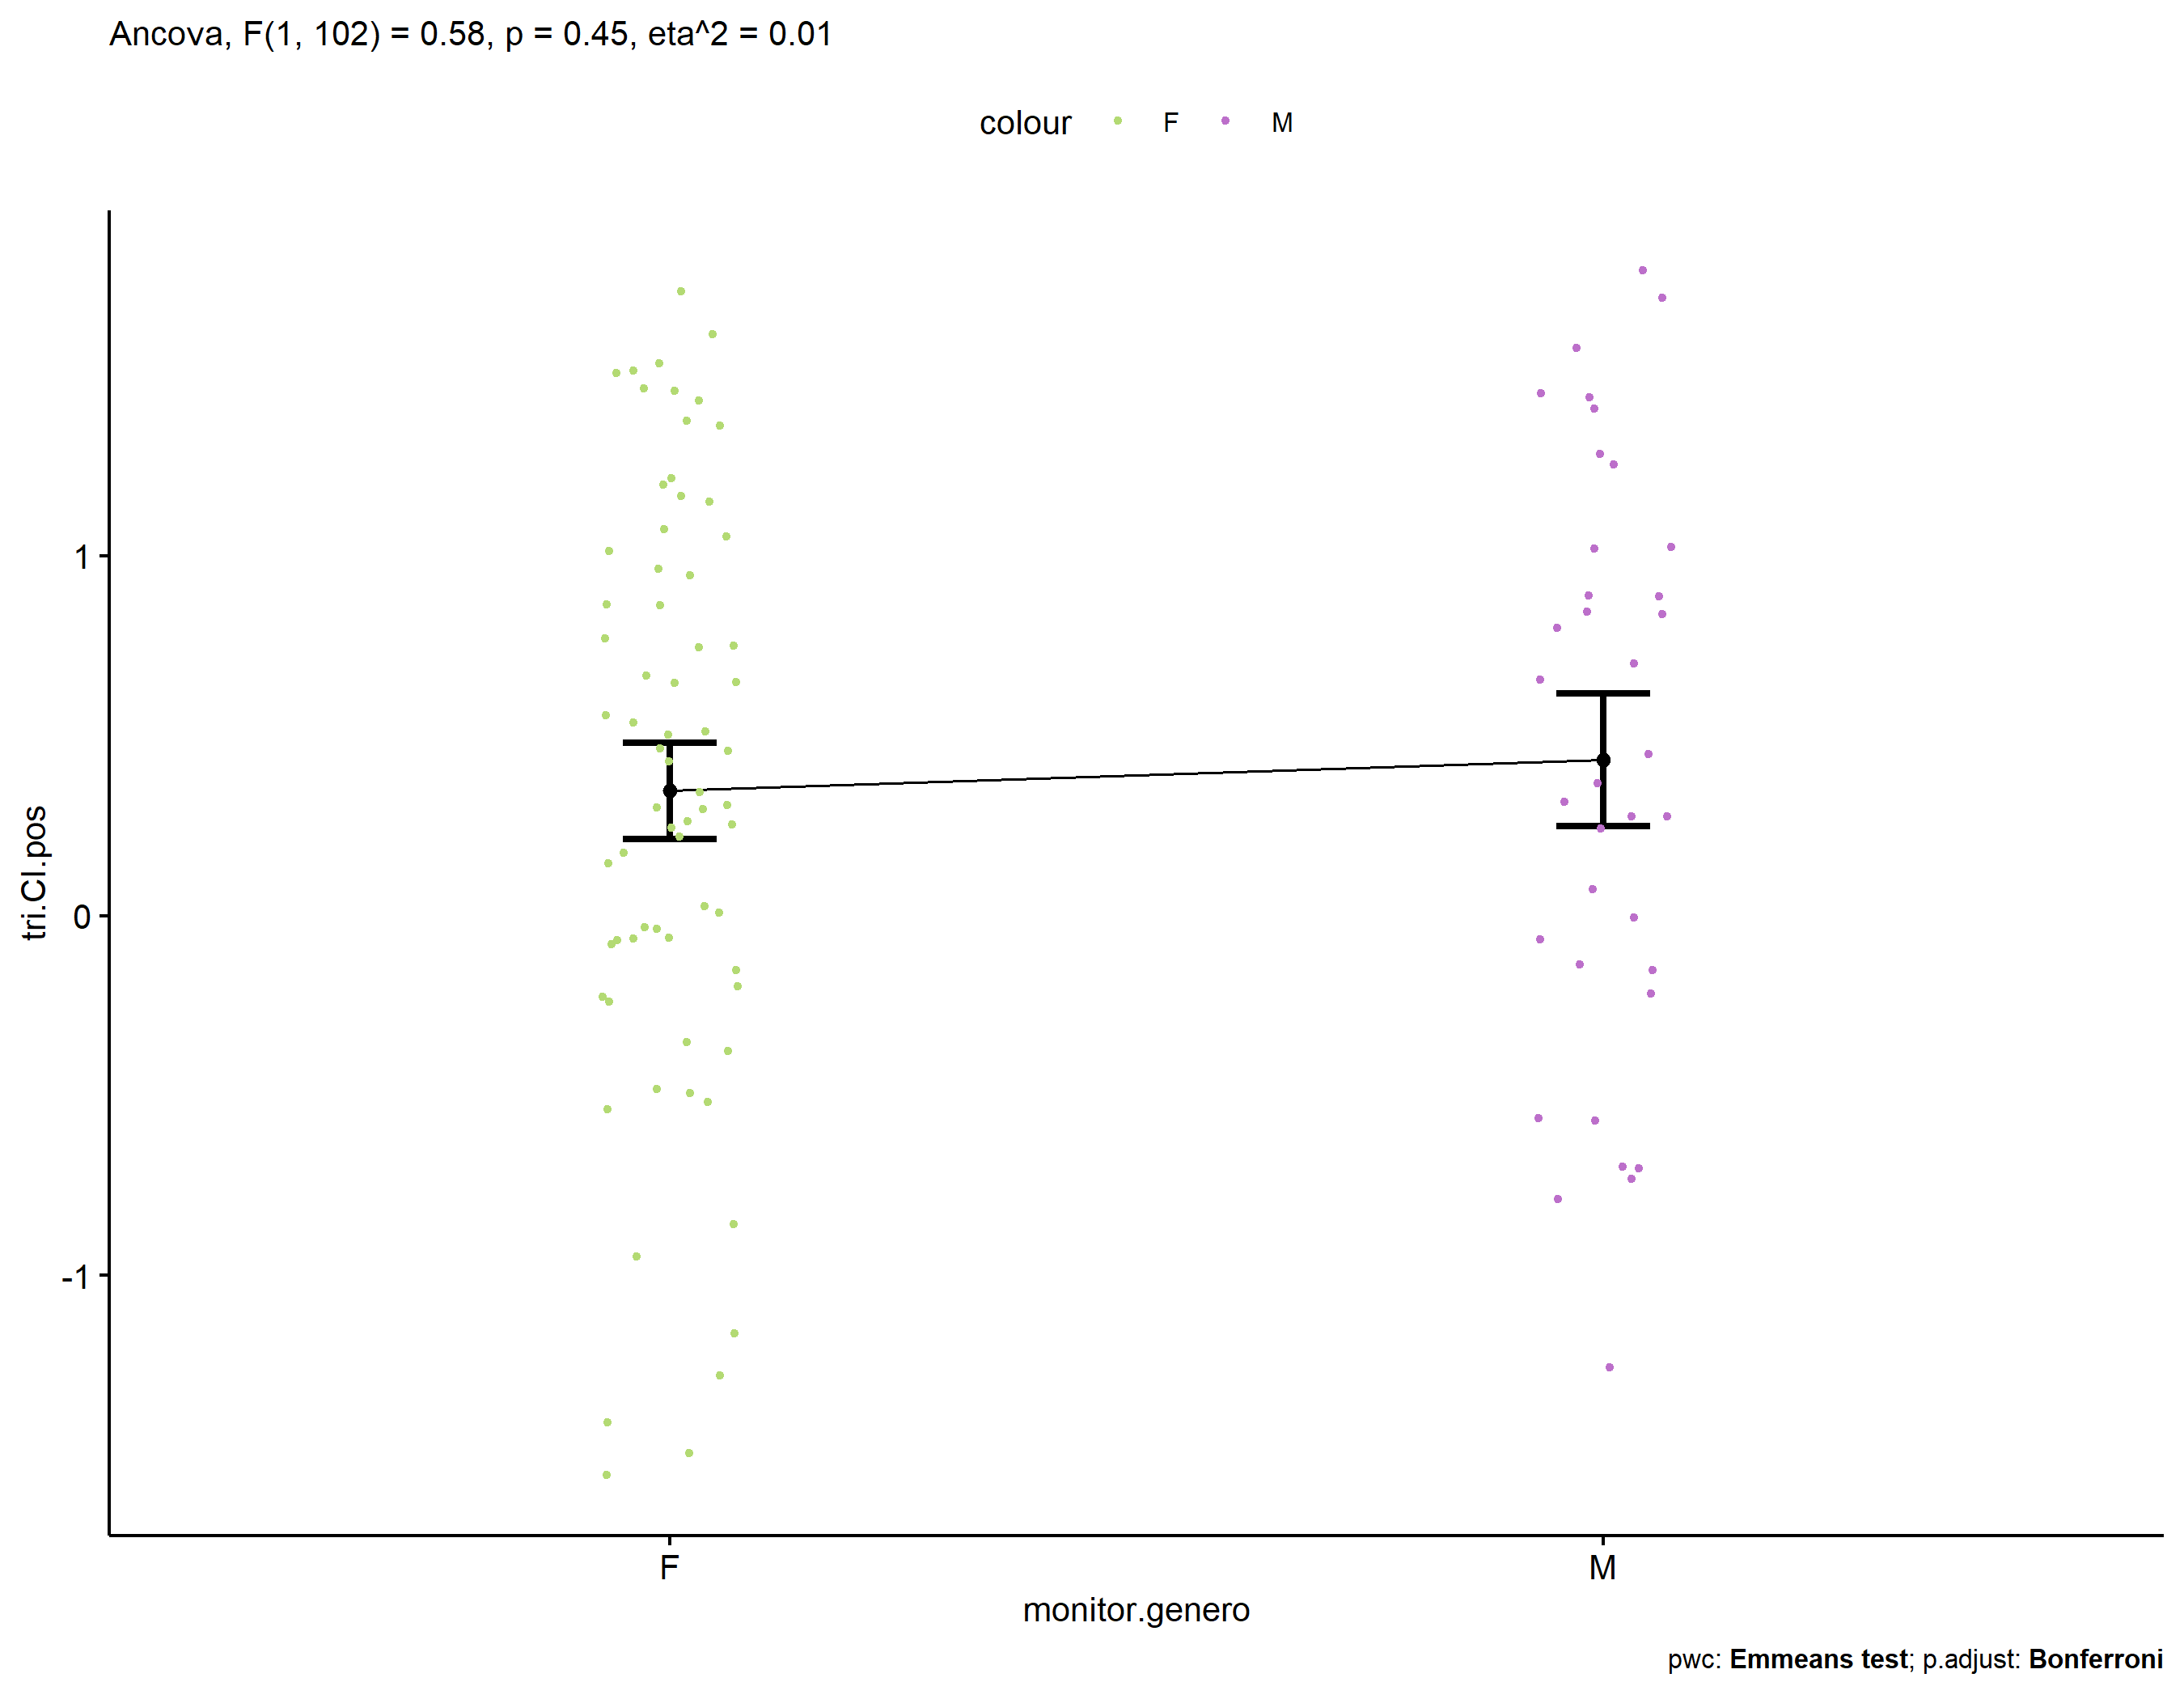 Ancova, F(1, 102) = 0.58, p = 0.45, eta^2 = 0.01
colour F M
1
0
-1
tri.CI.pos
F M
monitor.genero
pwc: Emmeans test; p.adjust: Bonferroni